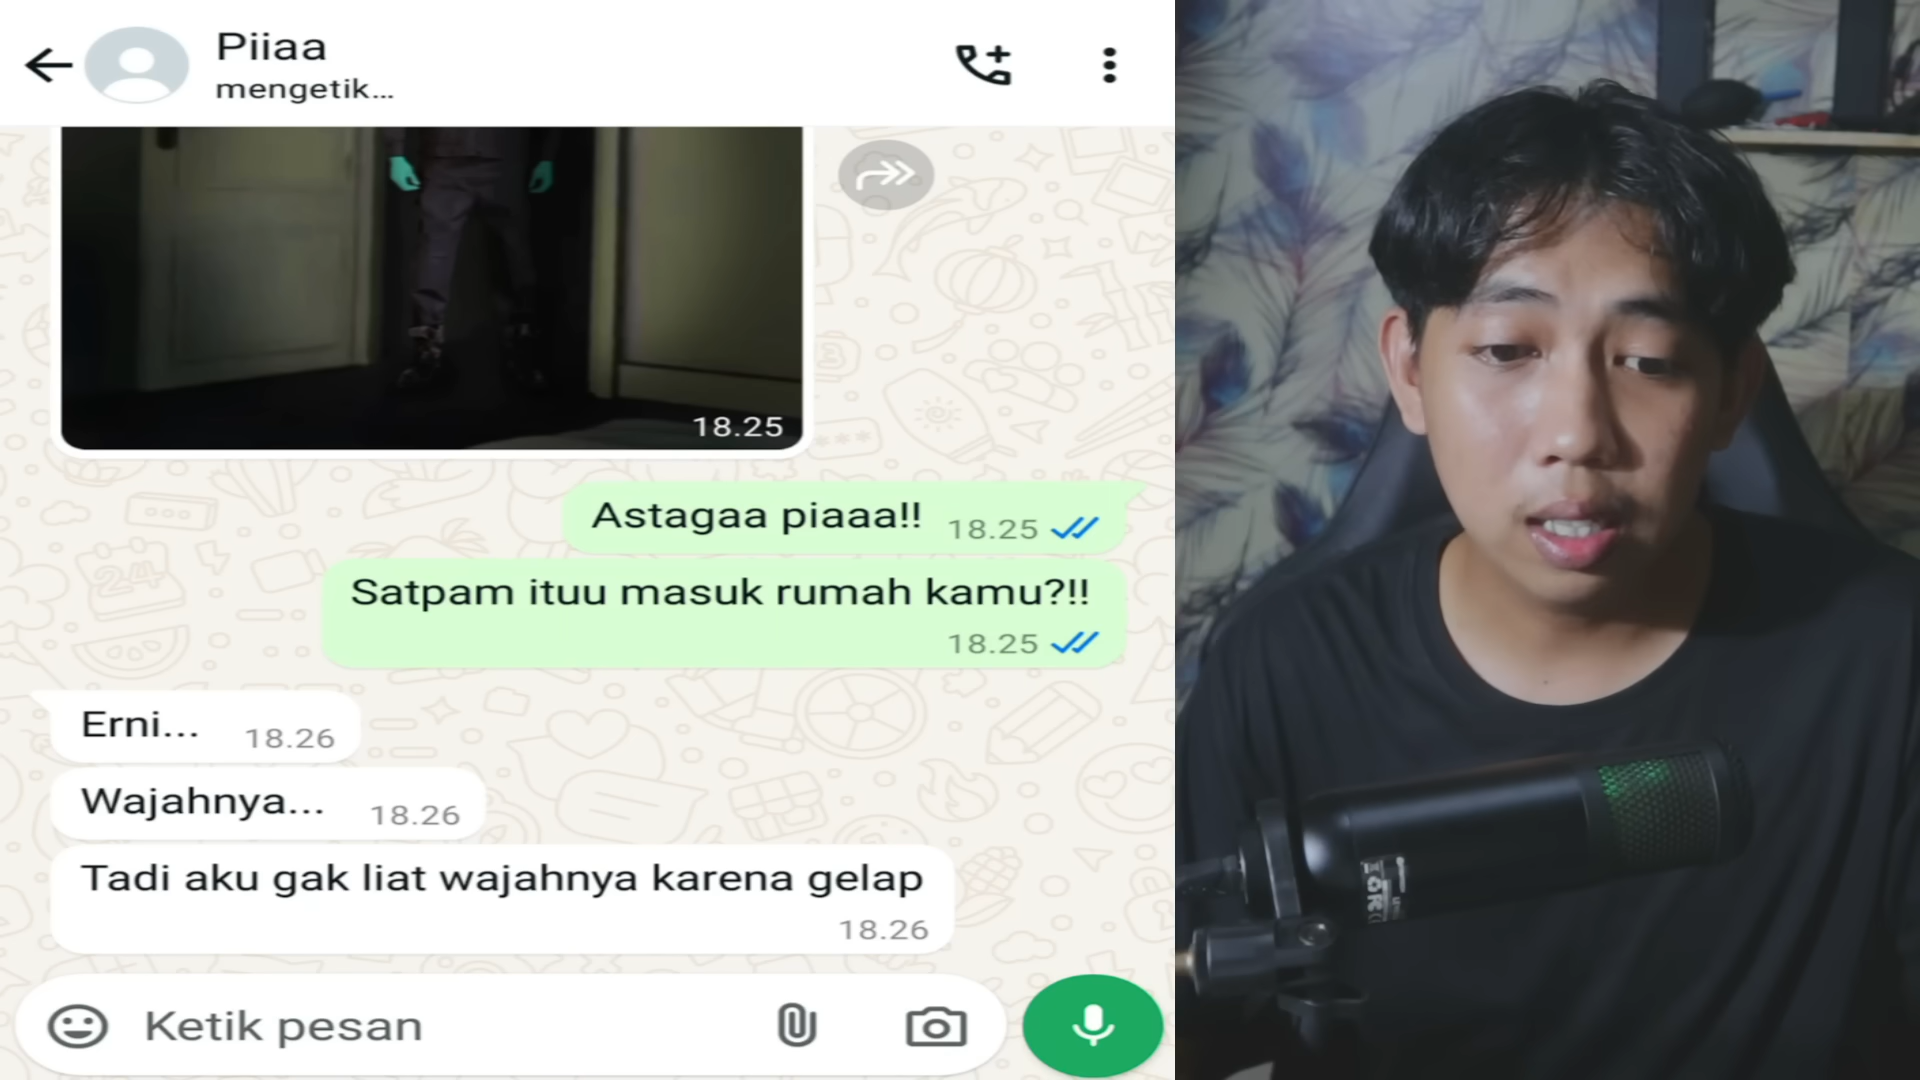 Piiaa
mengetik...
18.25
Astagaa piaaa!! 18.25
Satpam ituu masuk rumah kamu?!!
18.25
Erni... 18.26
Wajahnya... 18.26
Tadi aku gak liat wajahnya karena gelap
18.26
Ketik pesan